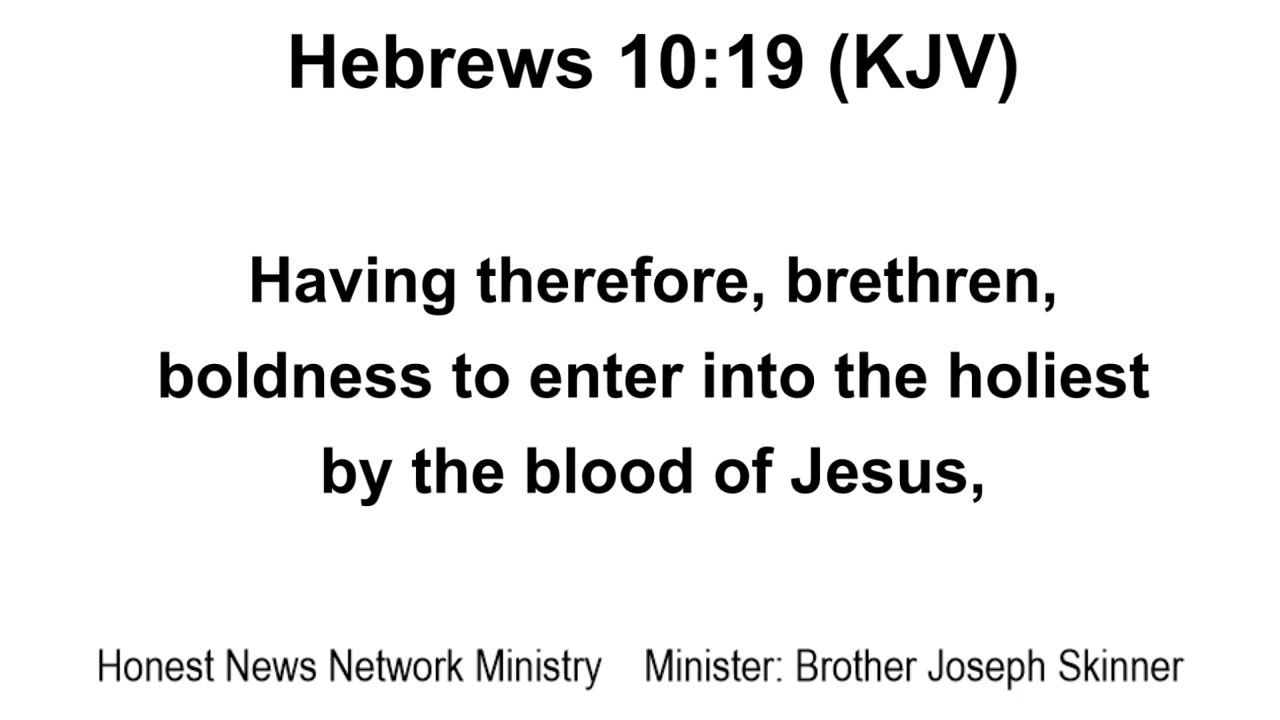 Hebrews 10:19 (KJV)
Having therefore, brethren,
boldness to enter into the holiest
by the blood of Jesus,
Honest News Network Ministry    Minister: Brother Joseph Skinner